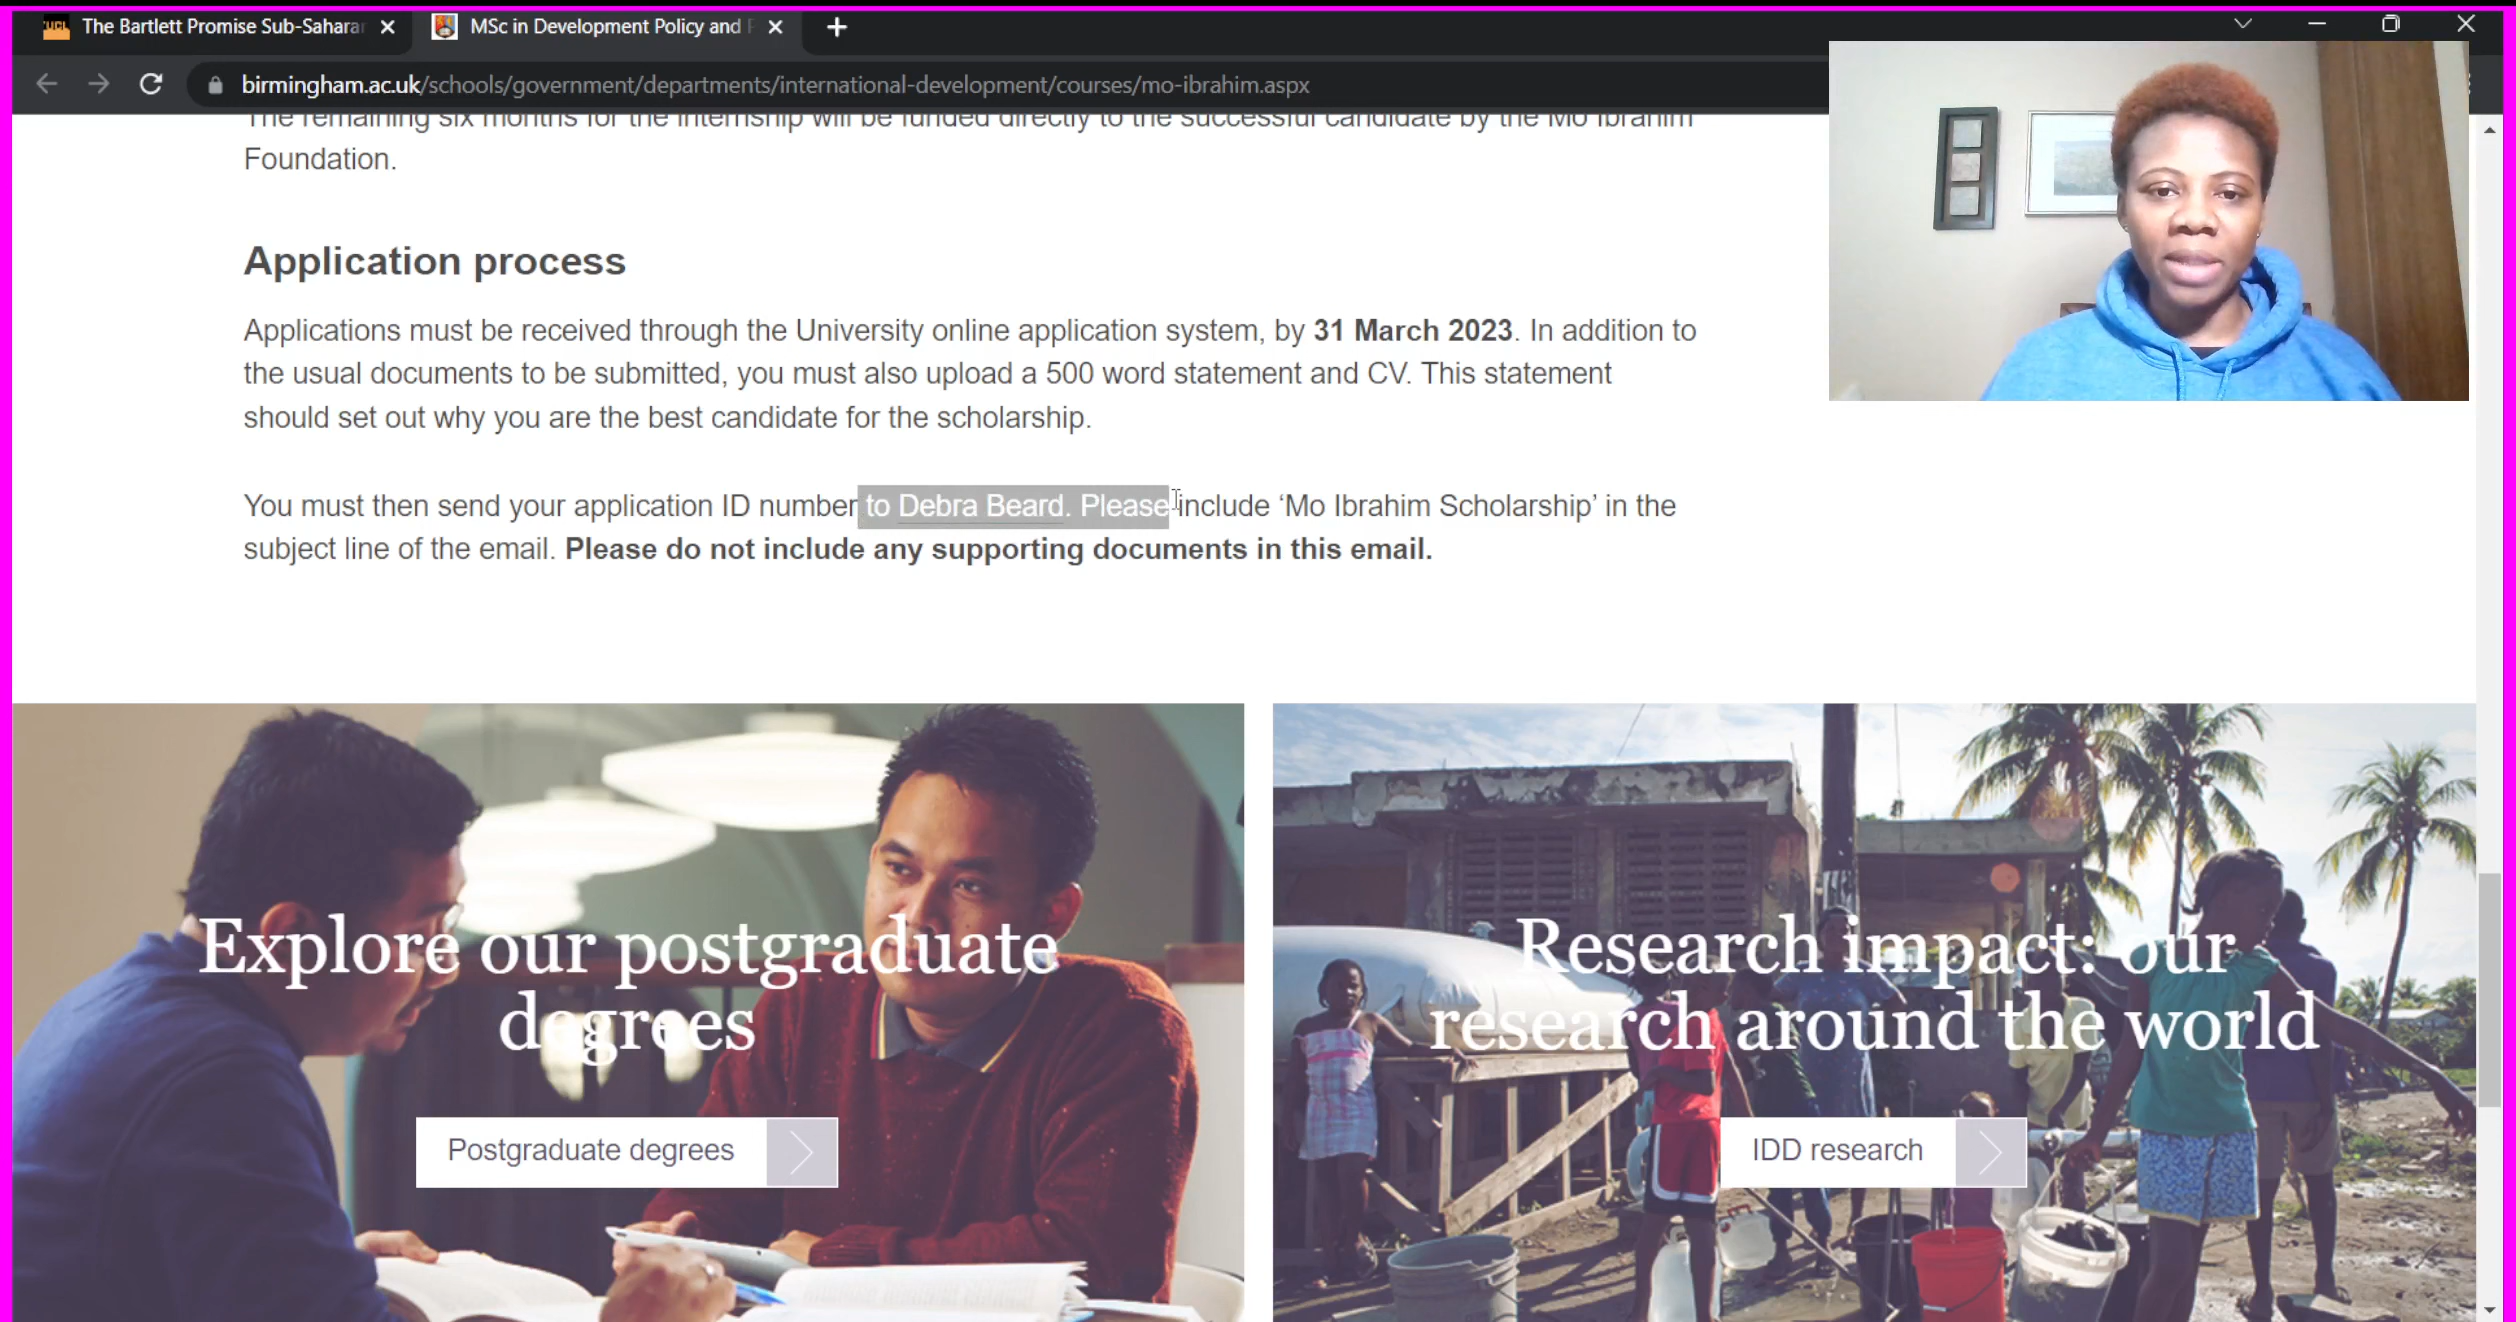 The Bartlett Promise Sub-Saharan
MSc in Development Policy and
birmingham.ac.uk/schools/government/departments/international-development/courses/mo-ibrahim.aspx
The remaining six months for the internship will be funded directly to the successful candidate by the Mo Ibrahim
Foundation.
Application process
Applications must be received through the University online application system, by 31 March 2023. In addition to
the usual documents to be submitted, you must also upload a 500 word statement and CV. This statement
should set out why you are the best candidate for the scholarship.
You must then send your application ID number to Debra Beard. Please include ‘Mo Ibrahim Scholarship’ in the
subject line of the email. Please do not include any supporting documents in this email.
Explore our postgraduate
degrees
Postgraduate degrees
Research impact: our
research around the world
IDD research